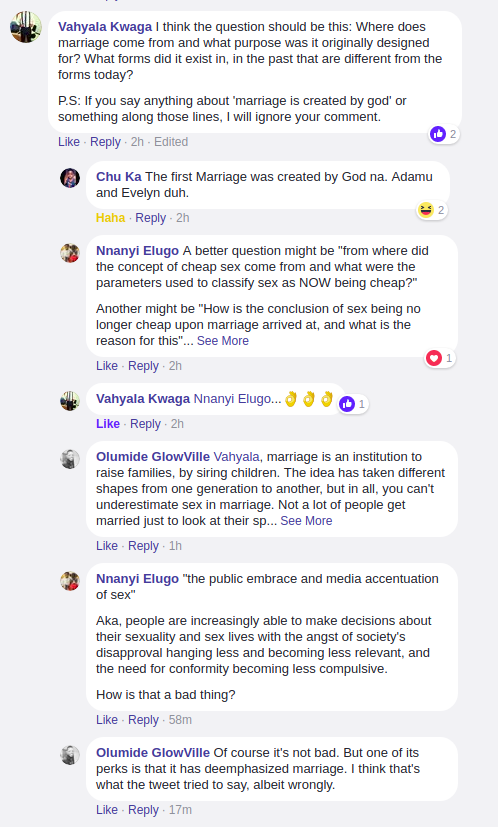 Vahyala Kwaga I think the question should be this: Where does
marriage come from and what purpose was it originally designed
for? What forms did it exist in, in the past that are different from the
forms today?
P.S: If you say anything about 'marriage is created by god' or
something along those lines, I will ignore your comment.
2
Like · Reply · 2h · Edited
Chu Ka The first Marriage was created by God na. Adamu
and Evelyn duh.
2
Haha · Reply · 2h
Nnanyi Elugo A better question might be "from where did
the concept of cheap sex come from and what were the
parameters used to classify sex as NOW being cheap?"
Another might be "How is the conclusion of sex being no
longer cheap upon marriage arrived at, and what is the
reason for this"... See More
1
Like · Reply · 2h
Vahyala Kwaga Nnanyi Elugo...👌👌👌
1
Like · Reply · 2h
Olumide GlowVille Vahyala, marriage is an institution to
raise families, by siring children. The idea has taken different
shapes from one generation to another, but in all, you can't
underestimate sex in marriage. Not a lot of people get
married just to look at their sp... See More
Like · Reply · 1h
Nnanyi Elugo "the public embrace and media accentuation
of sex"
Aka, people are increasingly able to make decisions about
their sexuality and sex lives with the angst of society's
disapproval hanging less and becoming less relevant, and
the need for conformity becoming less compulsive.
How is that a bad thing?
Like · Reply · 58m
Olumide GlowVille Of course it's not bad. But one of its
perks is that it has deemphasized marriage. I think that's
what the tweet tried to say, albeit wrongly.
Like · Reply · 17m